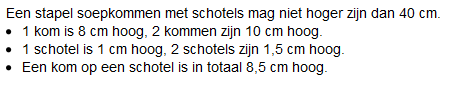 Een stapel soepkommen met schotels mag niet hoger zijn dan 40 cm.
• 1 kom is 8 cm hoog, 2 kommen zijn 10 cm hoog.
• 1 schotel is 1 cm hoog, 2 schotels zijn 1,5 cm hoog.
• Een kom op een schotel is in totaal 8,5 cm hoog.